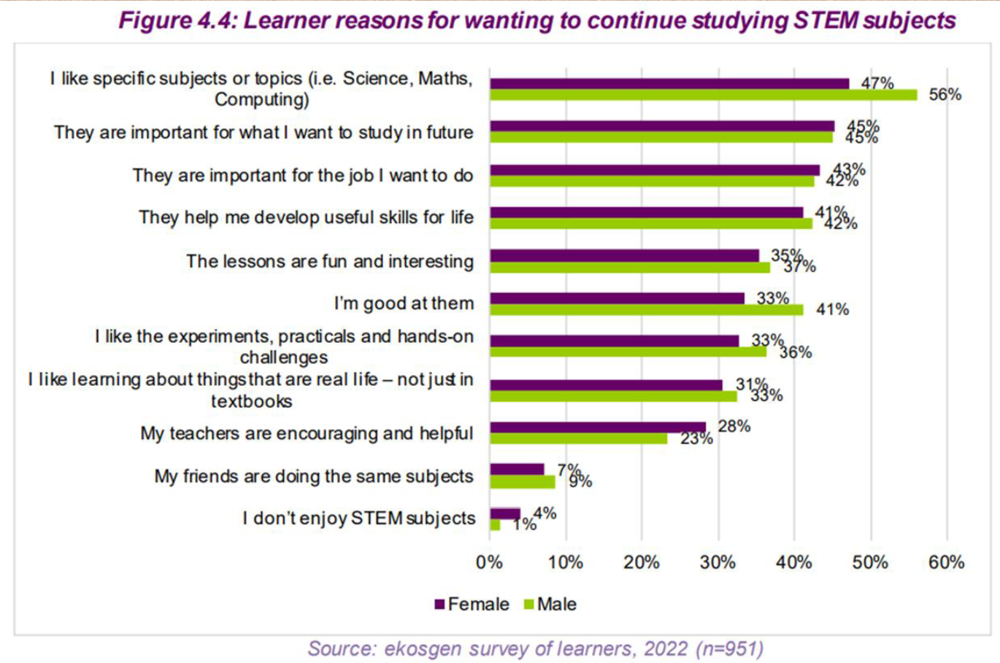 Figure 4.4: Learner reasons for wanting to continue studying STEM subjects
I like specific subjects or topics (i.e. Science, Maths,
Computing)
47%
56%
They are important for what I want to study in future
45%
45%
They are important for the job I want to do
43%
42%
They help me develop useful skills for life
41%
42%
The lessons are fun and interesting
35%
37%
I'm good at them
33%
41%
I like the experiments, practicals and hands-on
challenges
33%
36%
I like learning about things that are real life – not just in
textbooks
31%
33%
My teachers are encouraging and helpful
28%
23%
My friends are doing the same subjects
7%
9%
I don't enjoy STEM subjects
4%
1%
0% 10% 20% 30% 40% 50% 60%
Female Male
Source: ekosgen survey of learners, 2022 (n=951)